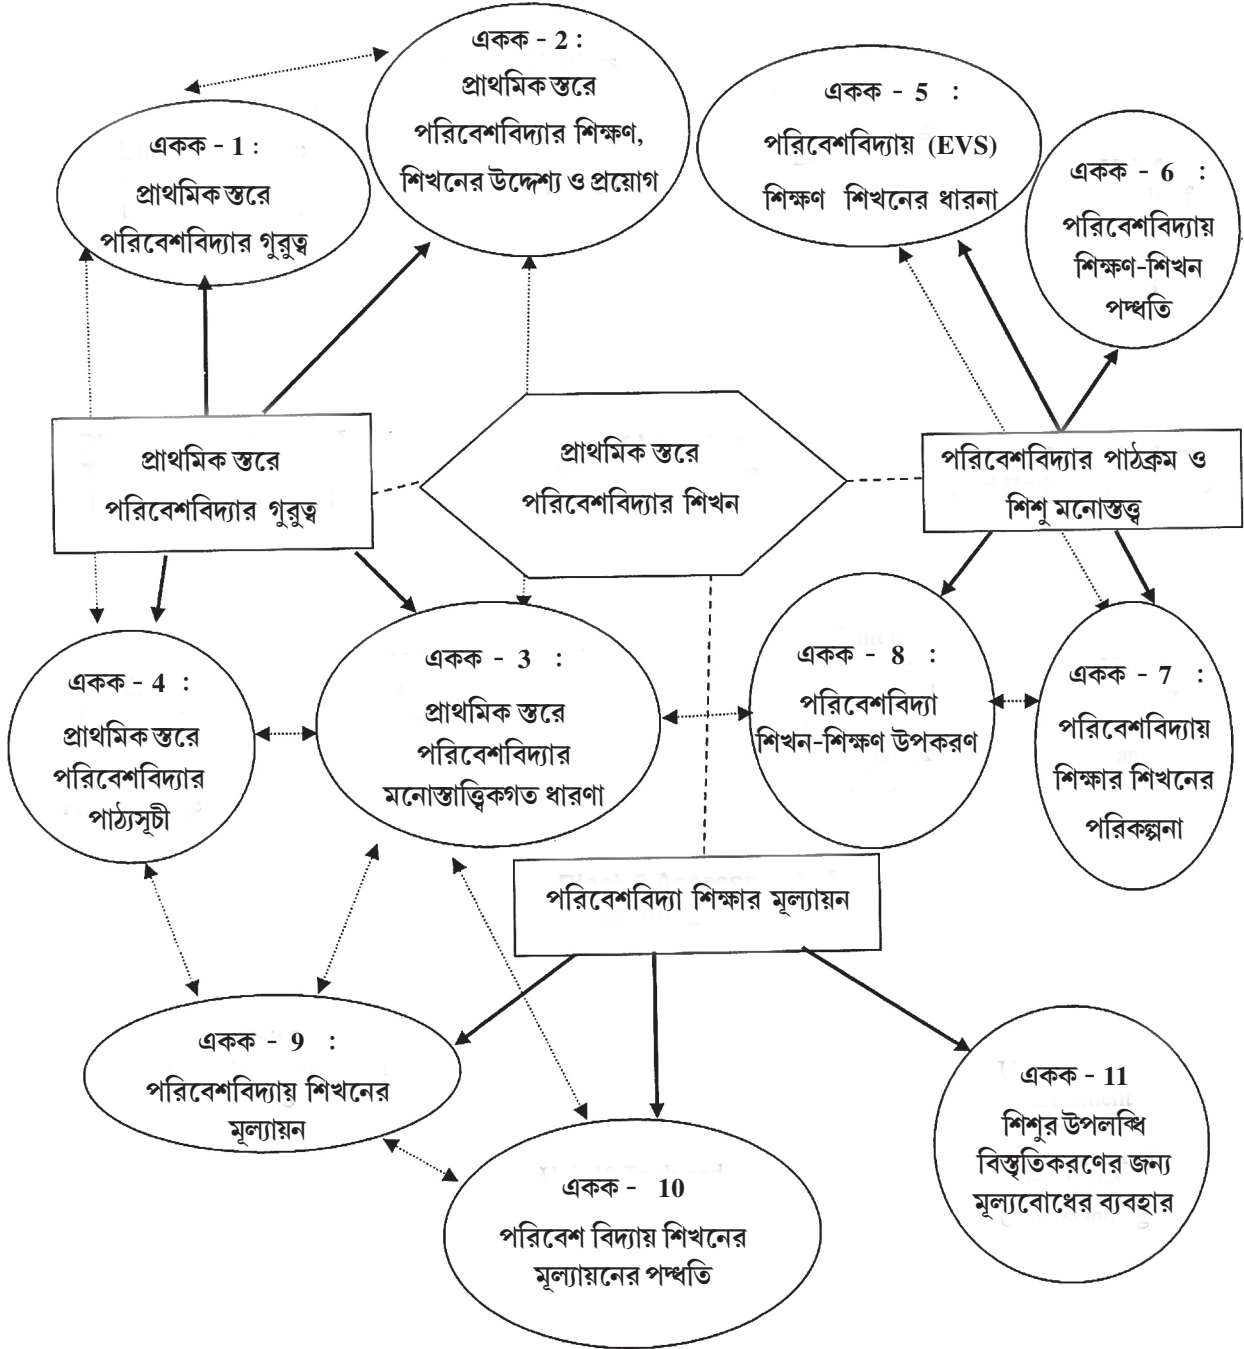 একক - 2 :
প্রাথমিক স্তরে
পরিবেশবিদ্যার শিক্ষণ,
শিখনের উদ্দেশ্য ও প্রয়োগ
একক - 1 :
প্রাথমিক স্তরে
পরিবেশবিদ্যার গুরুত্ব
একক - 5 :
পরিবেশবিদ্যায় (EVS)
শিক্ষণ শিখনের ধারনা
একক - 6 :
পরিবেশবিদ্যায়
শিক্ষণ-শিখন
পদ্ধতি
প্রাথমিক স্তরে
পরিবেশবিদ্যার গুরুত্ব
প্রাথমিক স্তরে
পরিবেশবিদ্যার শিখন
পরিবেশবিদ্যার পাঠক্রম ও
শিশু মনোস্তত্ত্ব
একক - 4 :
প্রাথমিক স্তরে
পরিবেশবিদ্যার
পাঠ্যসূচী
একক - 3 :
প্রাথমিক স্তরে
পরিবেশবিদ্যার
মনোস্তাত্ত্বিকগত ধারণা
একক - 8 :
পরিবেশবিদ্যা
শিখন-শিক্ষণ উপকরণ
একক - 7 :
পরিবেশবিদ্যায়
শিক্ষার শিখনের
পরিকল্পনা
পরিবেশবিদ্যা শিক্ষার মূল্যায়ন
একক - 9 :
পরিবেশবিদ্যায় শিখনের
মূল্যায়ন
একক - 10
পরিবেশ বিদ্যায় শিখনের
মূল্যায়নের পদ্ধতি
একক - 11
শিশুর উপলব্ধি
বিস্তৃতিকরণের জন্য
মূল্যবোধের ব্যবহার